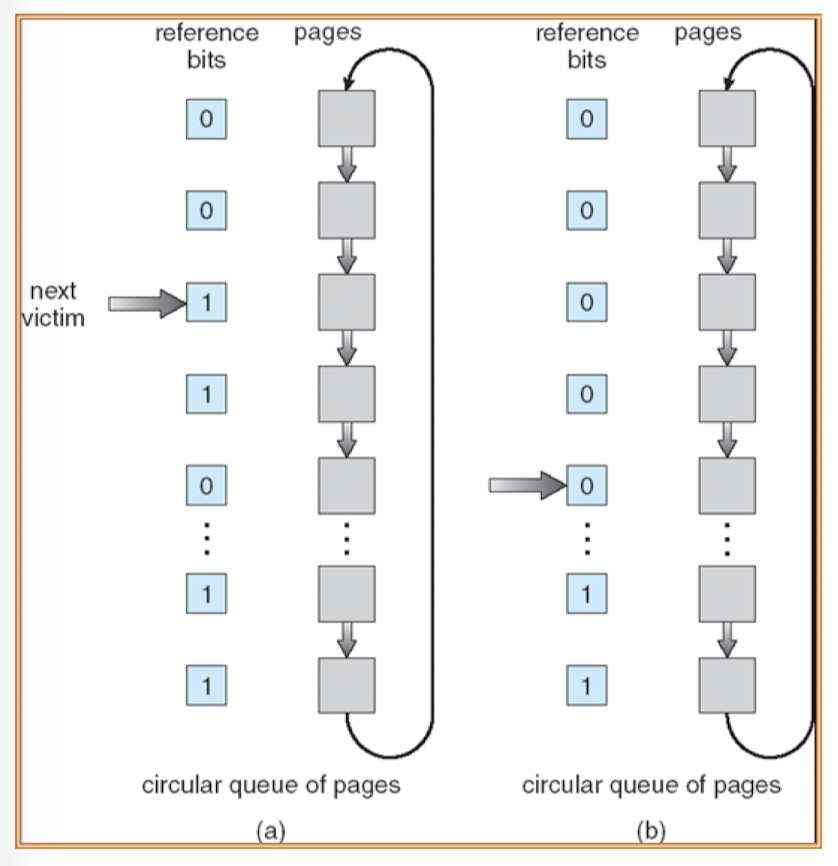 reference pages
bits
0
0
next
victim
1
1
0
1
1
circular queue of pages
(a)
reference pages
bits
0
0
0
0
0
1
1
circular queue of pages
(b)